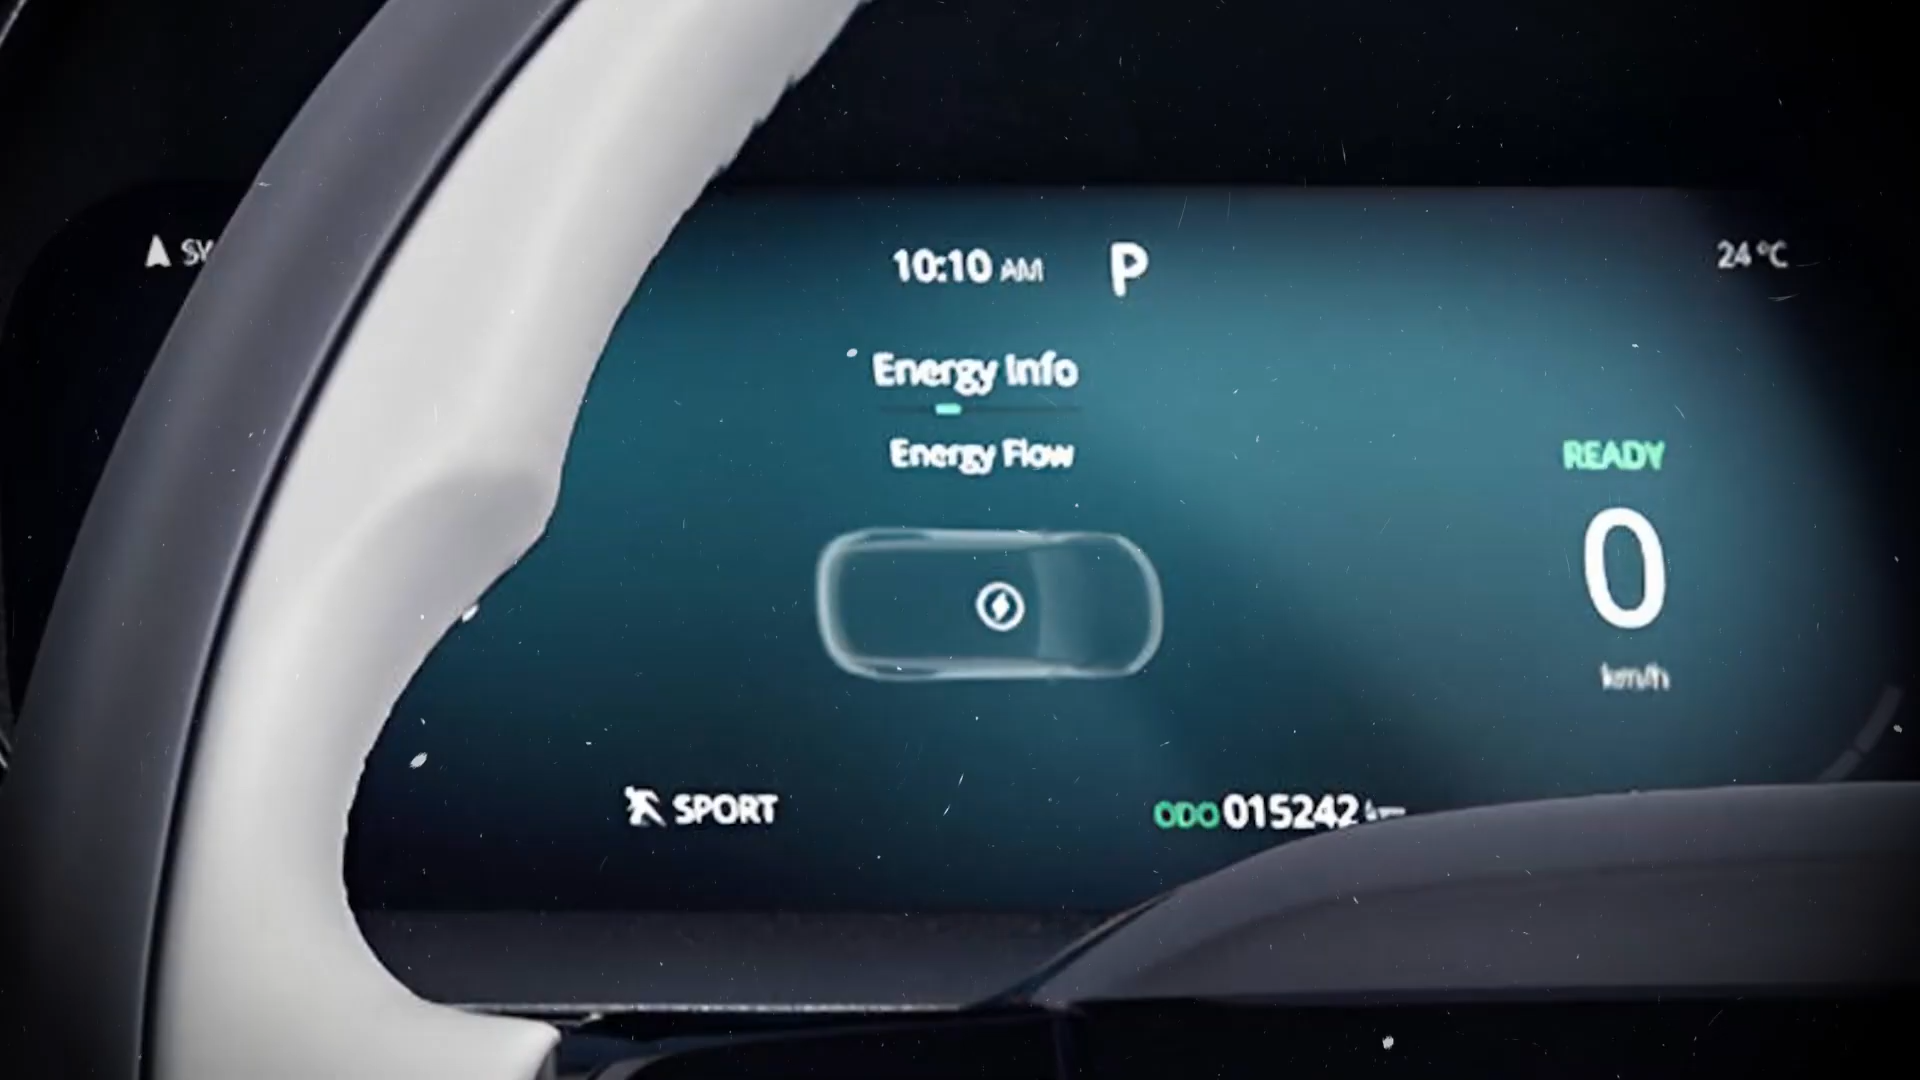 10:10 AM P
24 °C
Energy Info
Energy Flow
READY
0
km/h
SPORT
ODO 015242